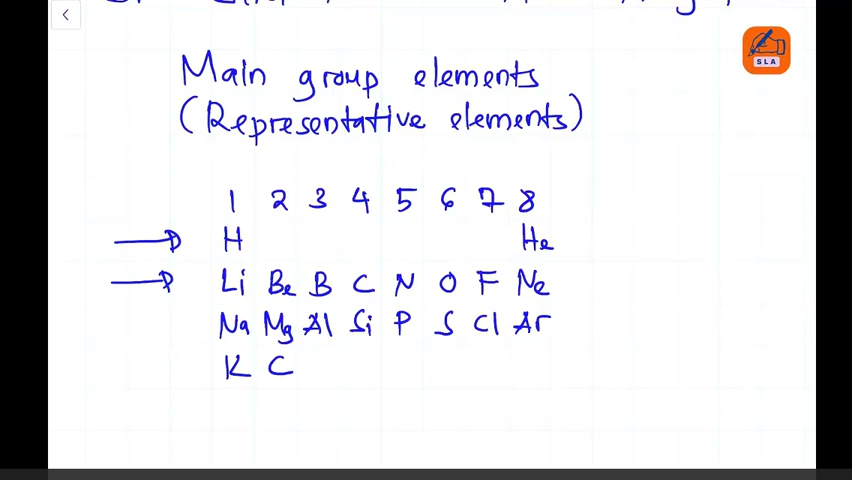 SLA
Main group elements
(Representative elements)
1 2 3 4 5 6 7 8
H He
Li Be B C N O F Ne
Na Mg Al Si P S Cl Ar
K C